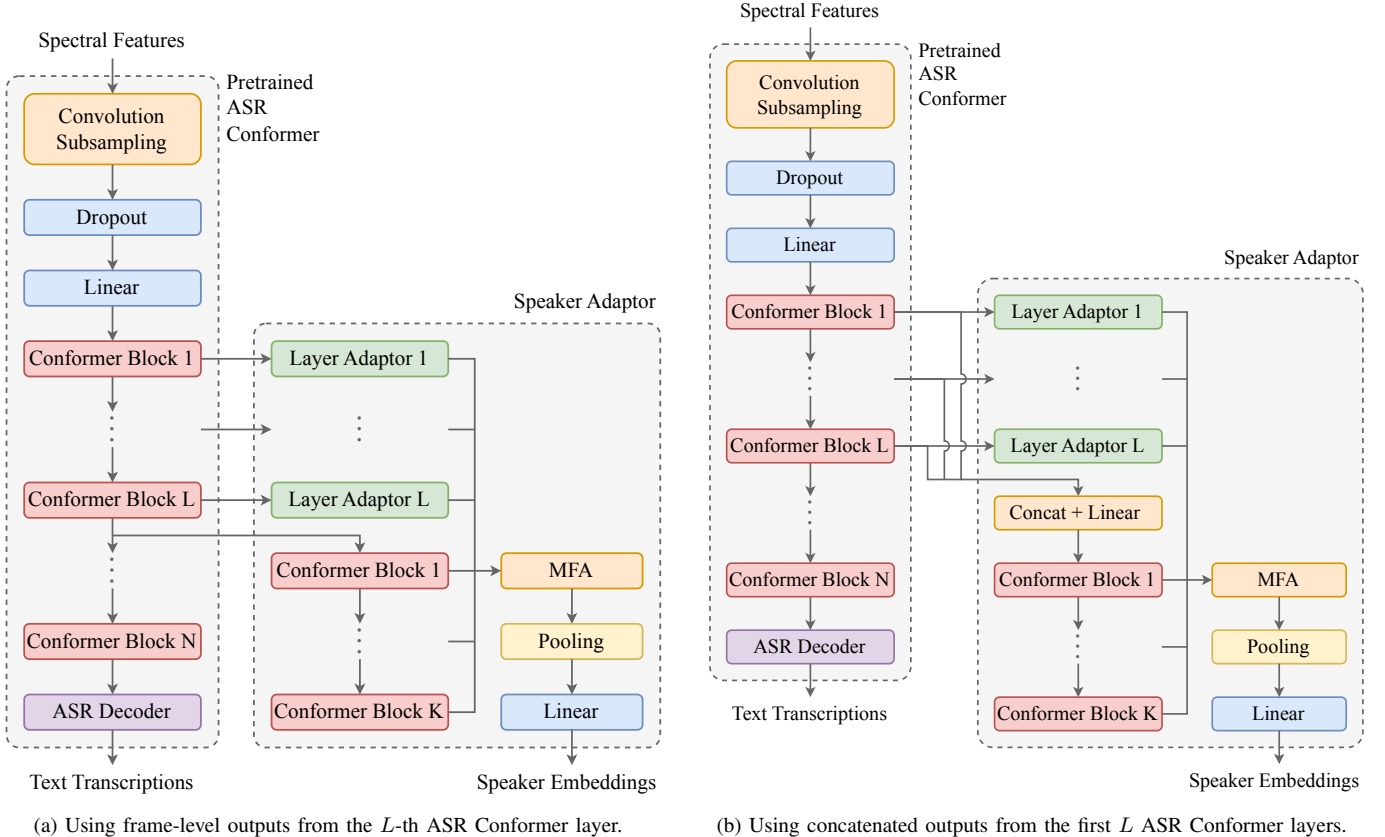 Spectral Features
Pretrained
ASR
Conformer
Convolution
Subsampling
Dropout
Linear
Speaker Adaptor
Conformer Block 1
Layer Adaptor 1
Conformer Block L
Layer Adaptor L
Conformer Block 1
MFA
Conformer Block N
Pooling
ASR Decoder
Conformer Block K
Linear
Text Transcriptions
Speaker Embeddings
(a) Using frame-level outputs from the L-th ASR Conformer layer.
Spectral Features
Pretrained
ASR
Conformer
Convolution
Subsampling
Dropout
Linear
Speaker Adaptor
Conformer Block 1
Layer Adaptor 1
Conformer Block L
Layer Adaptor L
Concat + Linear
Conformer Block N
Conformer Block 1
MFA
ASR Decoder
Pooling
Conformer Block K
Linear
Text Transcriptions
Speaker Embeddings
(b) Using concatenated outputs from the first L ASR Conformer layers.